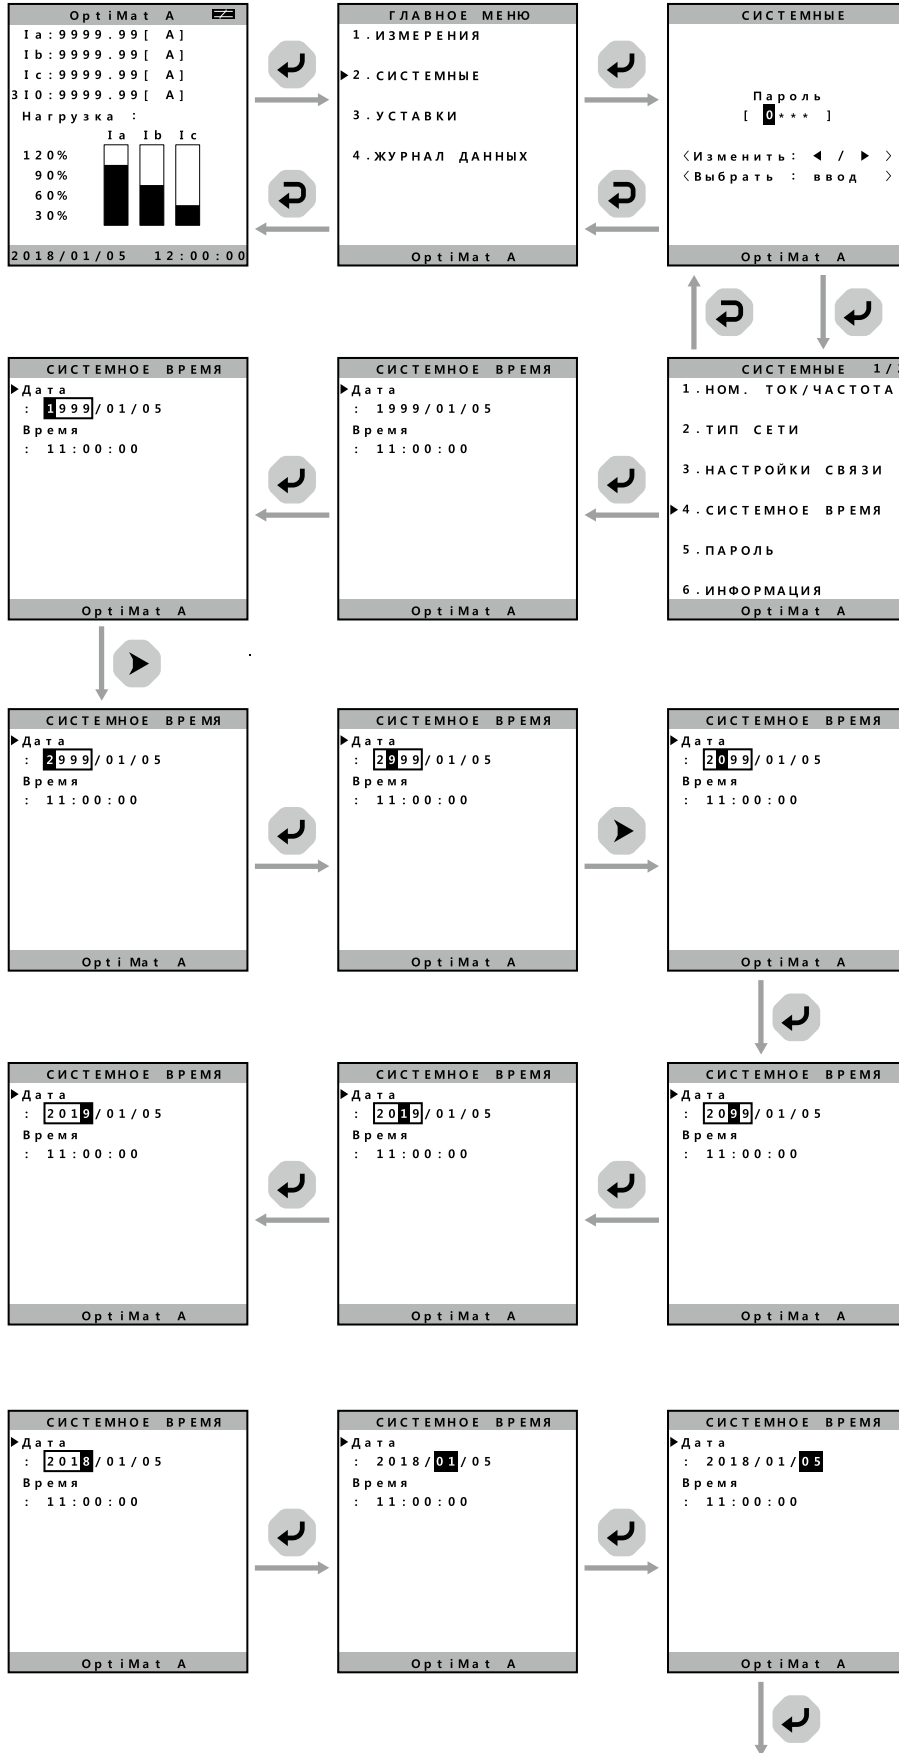 OptiMat A
Ia:9999.99[ A]
Ib:9999.99[ A]
Ic:9999.99[ A]
3I0:9999.99[ A]
Нагрузка :
Ia Ib Ic
120%
90%
60%
30%
2018/01/05 12:00:00
ГЛАВНОЕ МЕНЮ
1.ИЗМЕРЕНИЯ
▶2.СИСТЕМНЫЕ
3.УСТАВКИ
4.ЖУРНАЛ ДАННЫХ
OptiMat A
СИСТЕМНЫЕ
Пароль
[ 0*** ]
〈Изменить: ◀ / ▶ 〉
〈Выбрать : ввод 〉
OptiMat A
СИСТЕМНОЕ ВРЕМЯ
▶Дата
: 1999/01/05
Время
: 11:00:00
OptiMat A
СИСТЕМНОЕ ВРЕМЯ
▶Дата
: 1999/01/05
Время
: 11:00:00
OptiMat A
СИСТЕМНЫЕ 1/
1.НОМ. ТОК/ЧАСТОТА
2.ТИП СЕТИ
3.НАСТРОЙКИ СВЯЗИ
▶4.СИСТЕМНОЕ ВРЕМЯ
5.ПАРОЛЬ
6.ИНФОРМАЦИЯ
OptiMat A
СИСТЕМНОЕ ВРЕМЯ
▶Дата
: 2999/01/05
Время
: 11:00:00
OptiMat A
СИСТЕМНОЕ ВРЕМЯ
▶Дата
: 2999/01/05
Время
: 11:00:00
OptiMat A
СИСТЕМНОЕ ВРЕМЯ
▶Дата
: 2099/01/05
Время
: 11:00:00
OptiMat A
СИСТЕМНОЕ ВРЕМЯ
▶Дата
: 2019/01/05
Время
: 11:00:00
OptiMat A
СИСТЕМНОЕ ВРЕМЯ
▶Дата
: 2019/01/05
Время
: 11:00:00
OptiMat A
СИСТЕМНОЕ ВРЕМЯ
▶Дата
: 2099/01/05
Время
: 11:00:00
OptiMat A
СИСТЕМНОЕ ВРЕМЯ
▶Дата
: 2018/01/05
Время
: 11:00:00
OptiMat A
СИСТЕМНОЕ ВРЕМЯ
▶Дата
: 2018/01/05
Время
: 11:00:00
OptiMat A
СИСТЕМНОЕ ВРЕМЯ
▶Дата
: 2018/01/05
Время
: 11:00:00
OptiMat A